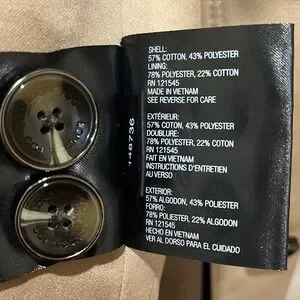 SHELL:
57% COTTON, 43% POLYESTER
LINING:
78% POLYESTER, 22% COTTON
RN 121545
MADE IN VIETNAM
SEE REVERSE FOR CARE
EXTÉRIEUR:
57% COTON, 43% POLYESTER
DOUBLURE:
78% POLYESTER, 22% COTON
RN 121545
FAIT EN VIETNAM
INSTRUCTIONS D'ENTRETIEN
AU VERSO
EXTERIOR:
57% ALGODÓN, 43% POLIESTER
FORRO:
78% POLIESTER, 22% ALGODON
RN 121545
HECHO EN VIETNAM
VER AL DORSO PARA EL CUIDADO